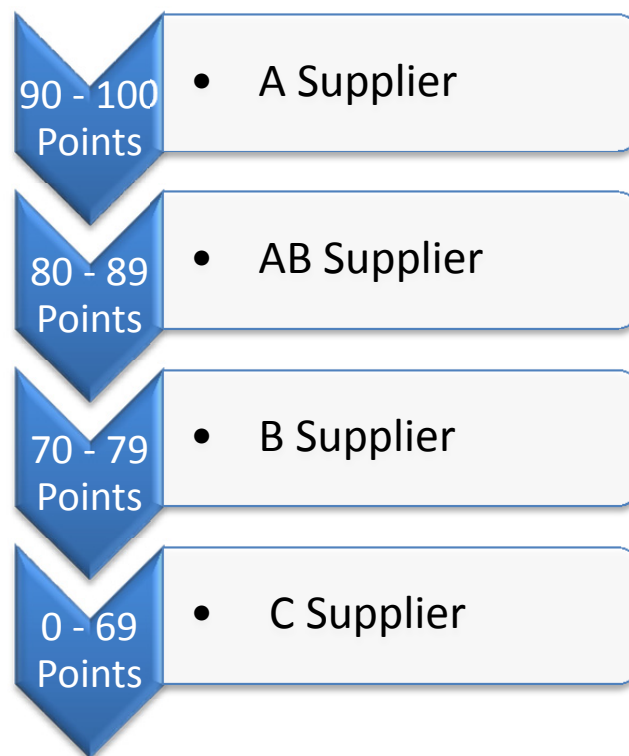 90 - 100
Points
• A Supplier
80 - 89
Points
• AB Supplier
70 - 79
Points
• B Supplier
0 - 69
Points
• C Supplier